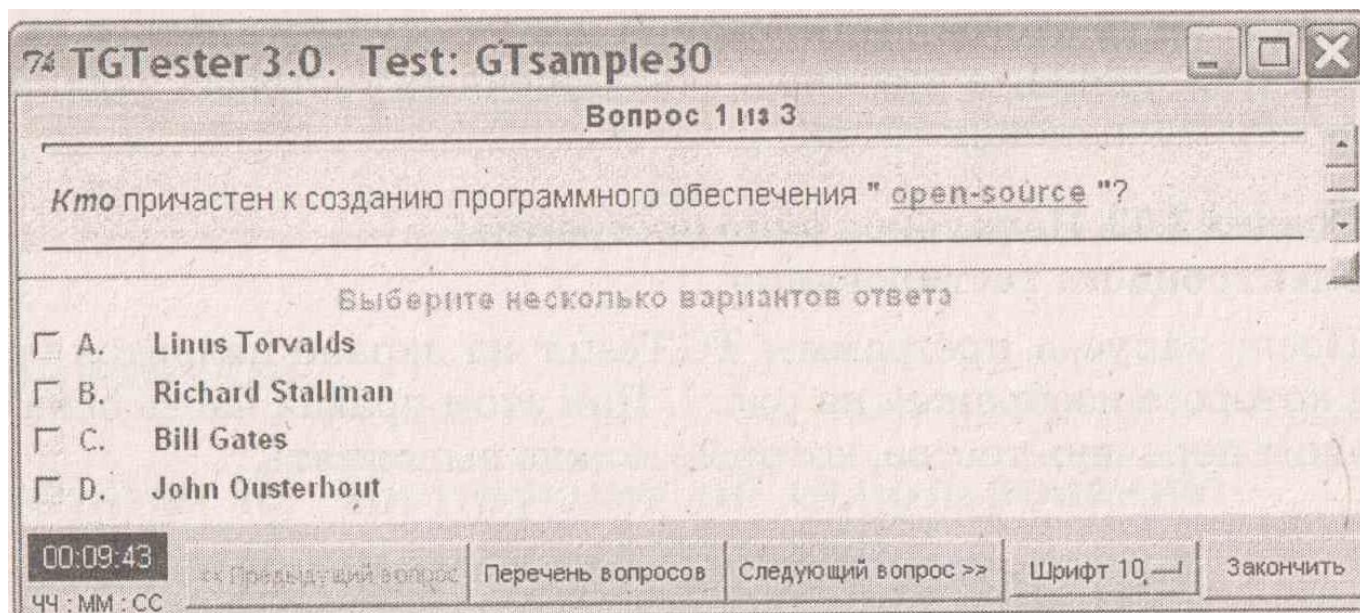 TGTester 3.0. Test: GTsample30
Вопрос 1 из 3
Кто причастен к созданию программного обеспечения " open-source "?
Выберите несколько вариантов ответа
A. Linus Torvalds
B. Richard Stallman
C. Bill Gates
D. John Ousterhout
00:09:43
<< Предыдущий вопрос Перечень вопросов Следующий вопрос >> Шрифт 10 Закончить
ЧЧ : ММ : СС